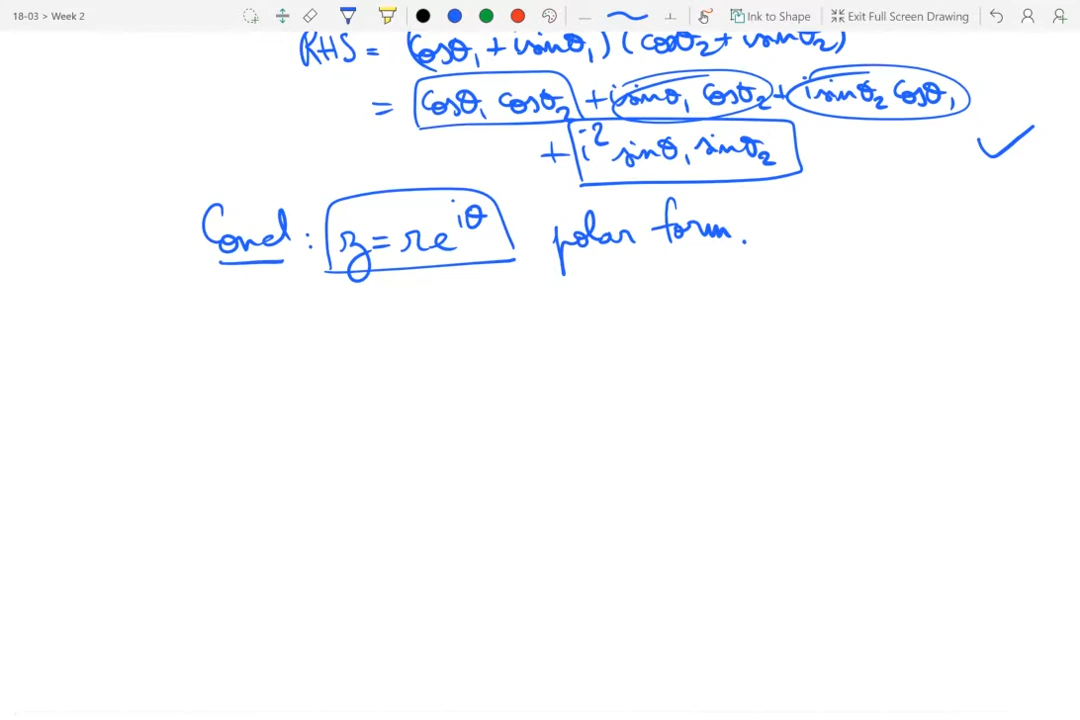 18-03 > Week 2
Ink to Shape
Exit Full Screen Drawing
RHS = (cosθ₁ + i sinθ₁) (cosθ₂ + i sinθ₂)
= cosθ₁ cosθ₂ + i sinθ₁ cosθ₂ + i sinθ₂ cosθ₁
+ i² sinθ₁ sinθ₂ ✓
Concl : z = re^{iθ} polar form.